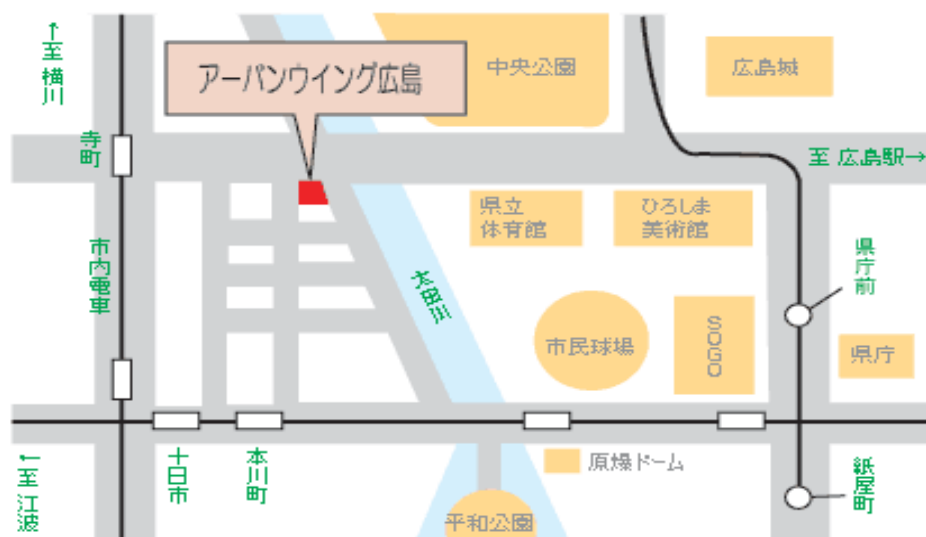 ↑至横川
アーバンウイング広島
中央公園
広島城
寺町
至 広島駅→
県立
体育館
ひろしま
美術館
市内電車
太田川
県庁前
市民球場
SOGO
県庁
←至江波
十日市
本川町
原爆ドーム
紙屋町
平和公園